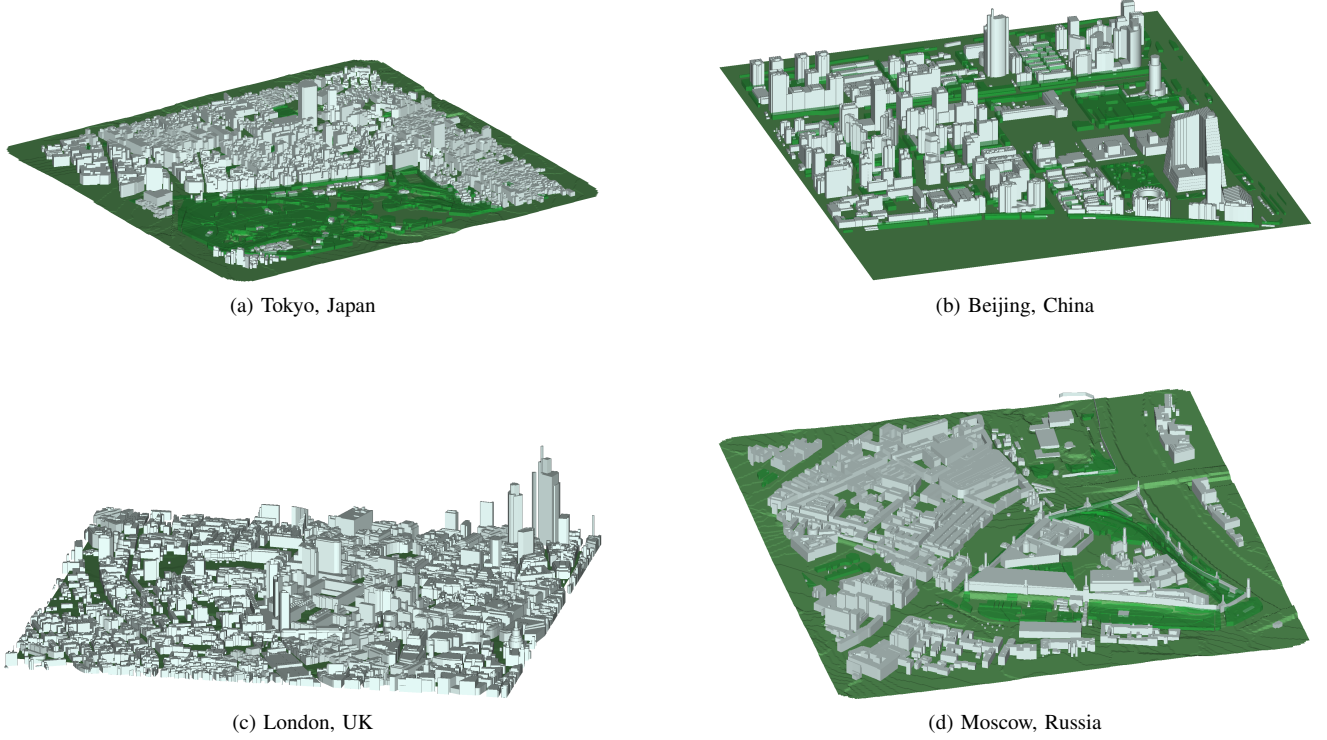 (a) Tokyo, Japan
(b) Beijing, China
(c) London, UK
(d) Moscow, Russia